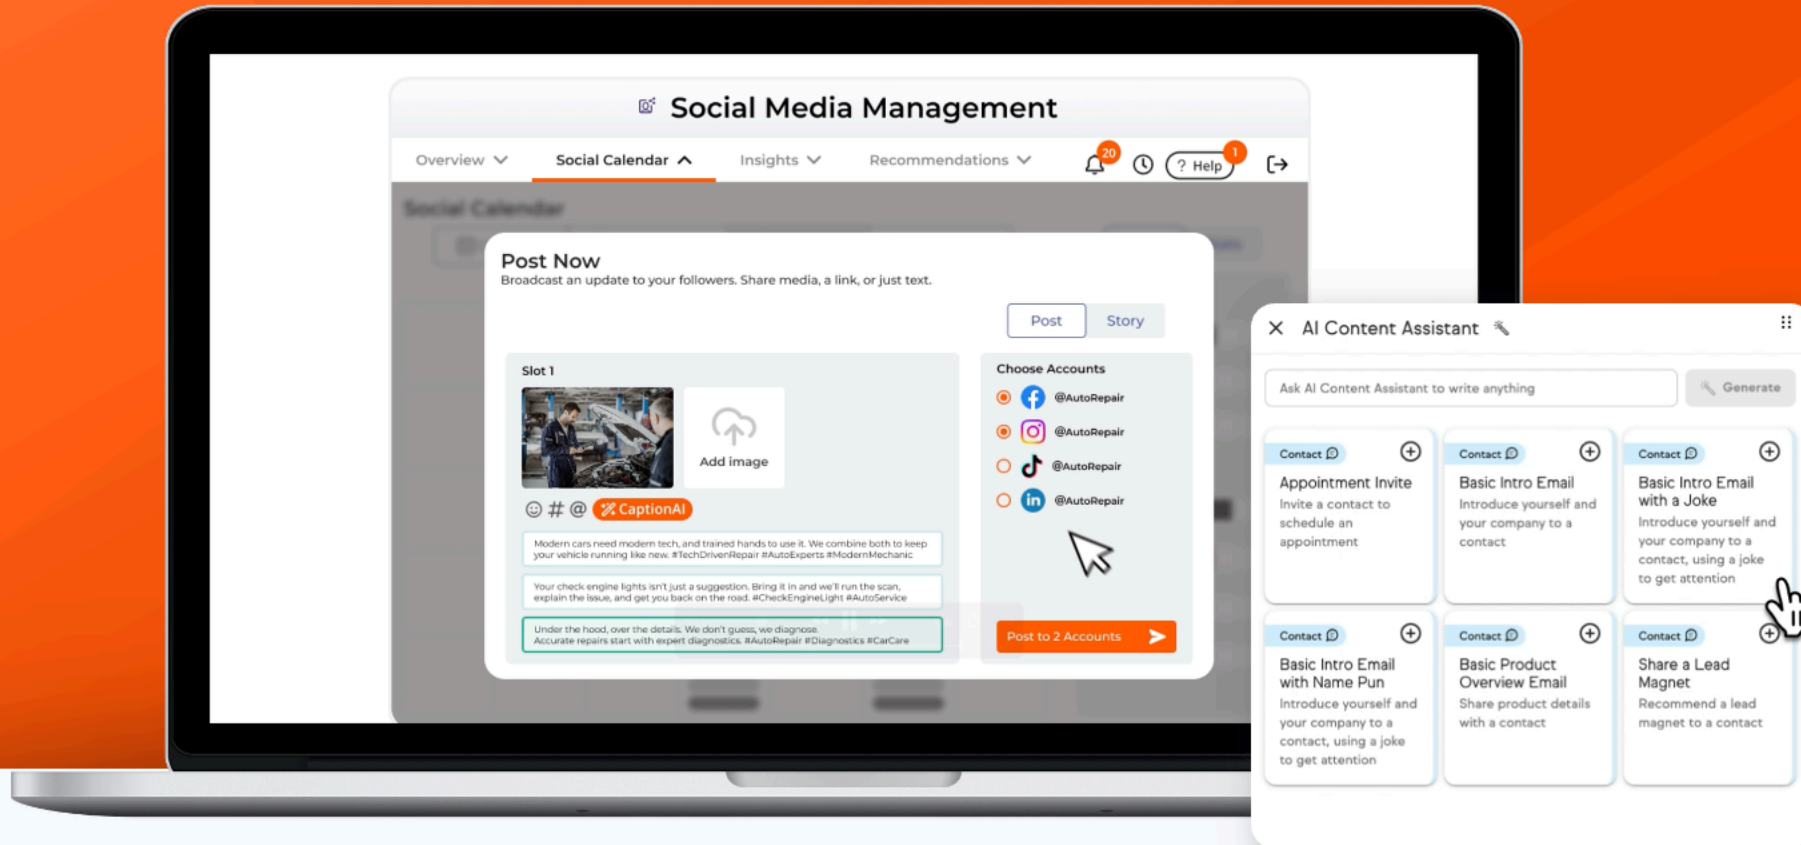 Social Media Management
Overview
Social Calendar
Insights
Recommendations
20
? Help
1
Social Calendar
Post Now
Broadcast an update to your followers. Share media, a link, or just text.
Post
Story
Slot 1
Add image
# @ CaptionAI
Modern cars need modern tech, and trained hands to use it. We combine both to keep
your vehicle running like new. #TechDrivenRepair #AutoExperts #ModernMechanic
Your check engine lights isn't just a suggestion. Bring it in and we'll run the scan,
explain the issue, and get you back on the road. #CheckEngineLight #AutoService
Under the hood, over the details. We don't guess, we diagnose.
Accurate repairs start with expert diagnostics. #AutoRepair #Diagnostics #CarCare
Choose Accounts
@AutoRepair
@AutoRepair
@AutoRepair
in @AutoRepair
Post to 2 Accounts
AI Content Assistant
Ask AI Content Assistant to write anything
Generate
Contact
Appointment Invite
Invite a contact to
schedule an
appointment
Contact
Basic Intro Email
Introduce yourself and
your company to a
contact
Contact
Basic Intro Email
with a Joke
Introduce yourself and
your company to a
contact, using a joke
to get attention
Contact
Basic Intro Email
with Name Pun
Introduce yourself and
your company to a
contact, using a joke
to get attention
Contact
Basic Product
Overview Email
Share product details
with a contact
Contact
Share a Lead
Magnet
Recommend a lead
magnet to a contact